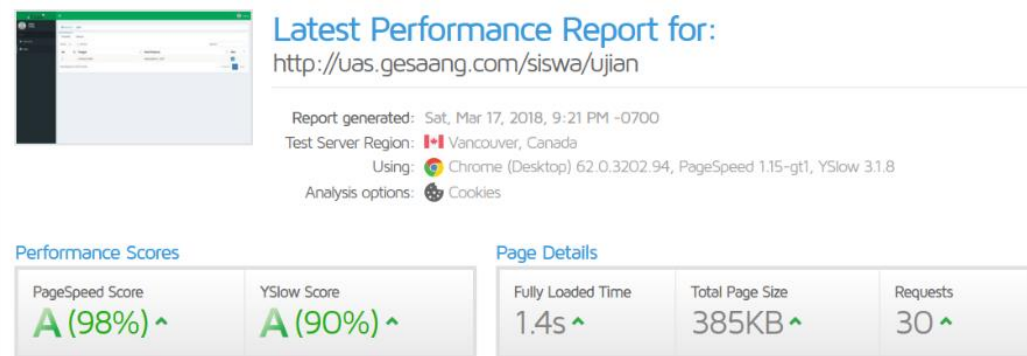 Latest Performance Report for:
http://uas.gesaang.com/siswa/ujian
Report generated: Sat, Mar 17, 2018, 9:21 PM -0700
Test Server Region: Vancouver, Canada
Using: Chrome (Desktop) 62.0.3202.94, PageSpeed 1.15-gt1, YSlow 3.1.8
Analysis options: Cookies
Performance Scores
PageSpeed Score
A (98%)
YSlow Score
A (90%)
Page Details
Fully Loaded Time
1.4s
Total Page Size
385KB
Requests
30